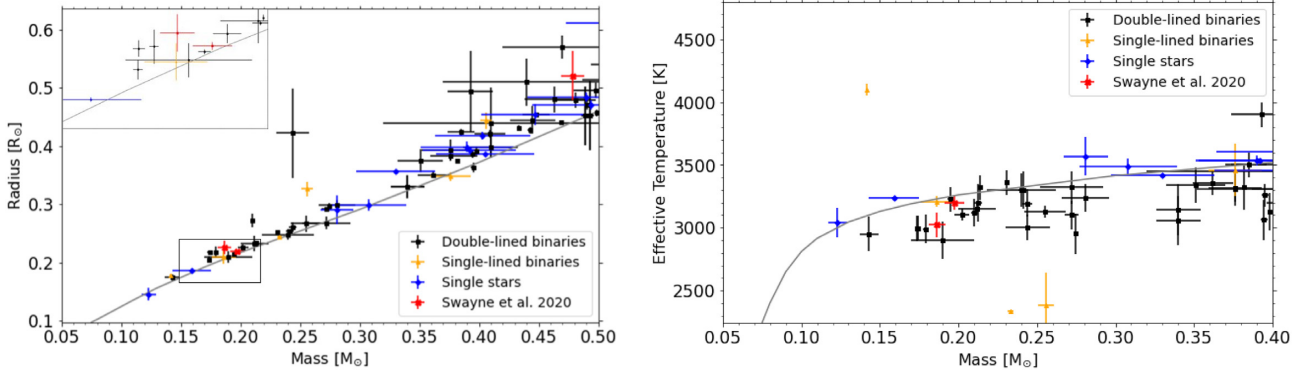 0.6
0.5
0.4
0.3
0.2
0.1
Radius [R⊙]
0.05 0.10 0.15 0.20 0.25 0.30 0.35 0.40 0.45 0.50
Mass [M⊙]
Double-lined binaries
Single-lined binaries
Single stars
Swayne et al. 2020
4500
4000
3500
3000
2500
Effective Temperature [K]
0.05 0.10 0.15 0.20 0.25 0.30 0.35 0.40
Mass [M⊙]
Double-lined binaries
Single-lined binaries
Single stars
Swayne et al. 2020